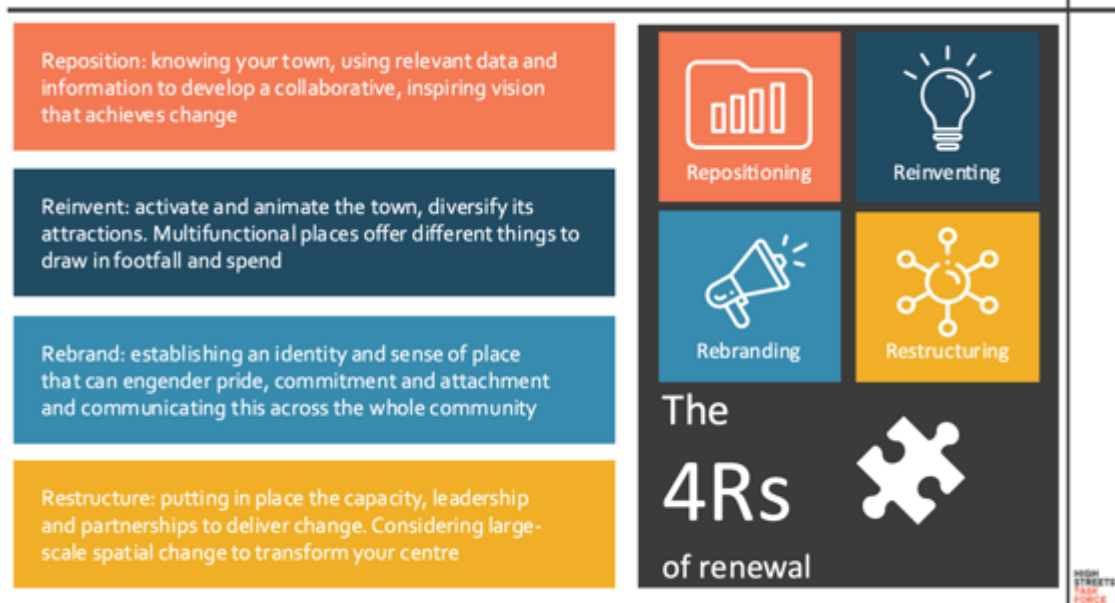 Reposition: knowing your town, using relevant data and
information to develop a collaborative, inspiring vision
that achieves change
Reinvent: activate and animate the town, diversify its
attractions. Multifunctional places offer different things to
draw in footfall and spend
Rebrand: establishing an identity and sense of place
that can engender pride, commitment and attachment
and communicating this across the whole community
Restructure: putting in place the capacity, leadership
and partnerships to deliver change. Considering large-
scale spatial change to transform your centre
Repositioning
Reinventing
Rebranding
Restructuring
The
4Rs
of renewal
HIGH
STREETS
TASK
FORCE